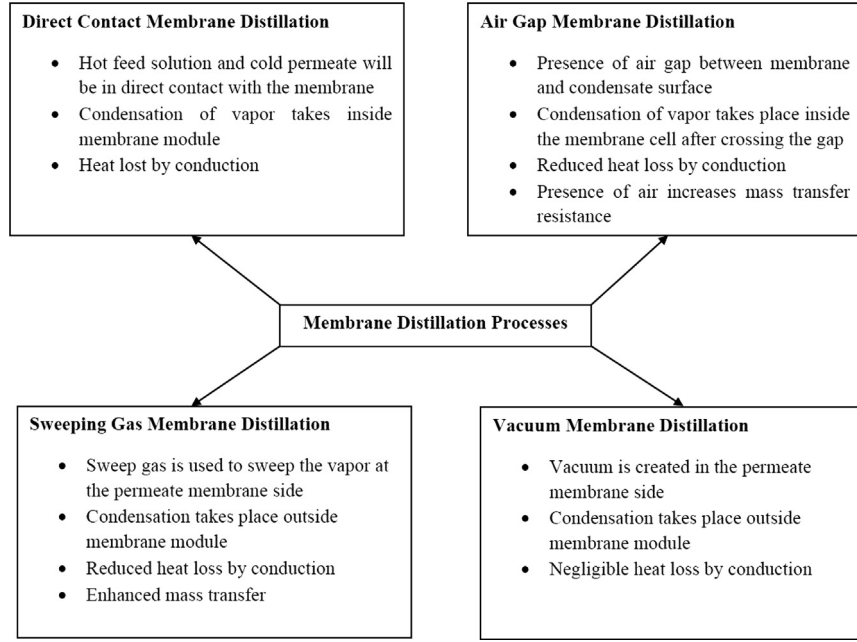 Direct Contact Membrane Distillation
• Hot feed solution and cold permeate will
be in direct contact with the membrane
• Condensation of vapor takes inside
membrane module
• Heat lost by conduction
Air Gap Membrane Distillation
• Presence of air gap between membrane
and condensate surface
• Condensation of vapor takes place inside
the membrane cell after crossing the gap
• Reduced heat loss by conduction
• Presence of air increases mass transfer
resistance
Membrane Distillation Processes
Sweeping Gas Membrane Distillation
• Sweep gas is used to sweep the vapor at
the permeate membrane side
• Condensation takes place outside
membrane module
• Reduced heat loss by conduction
• Enhanced mass transfer
Vacuum Membrane Distillation
• Vacuum is created in the permeate
membrane side
• Condensation takes place outside
membrane module
• Negligible heat loss by conduction